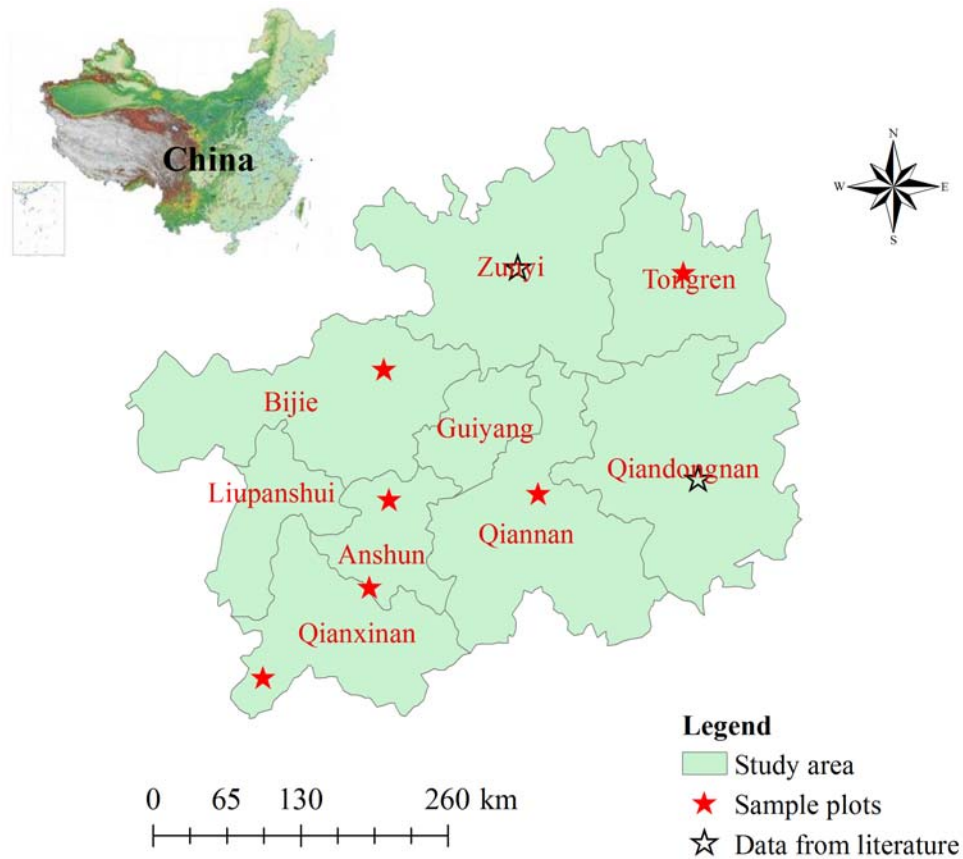 China
N
W E
S
Zunyi
Tongren
Bijie
Guiyang
Qiandongnan
Liupanshui
Qiannan
Anshun
Qianxinan
Legend
Study area
Sample plots
Data from literature
0 65 130 260 km